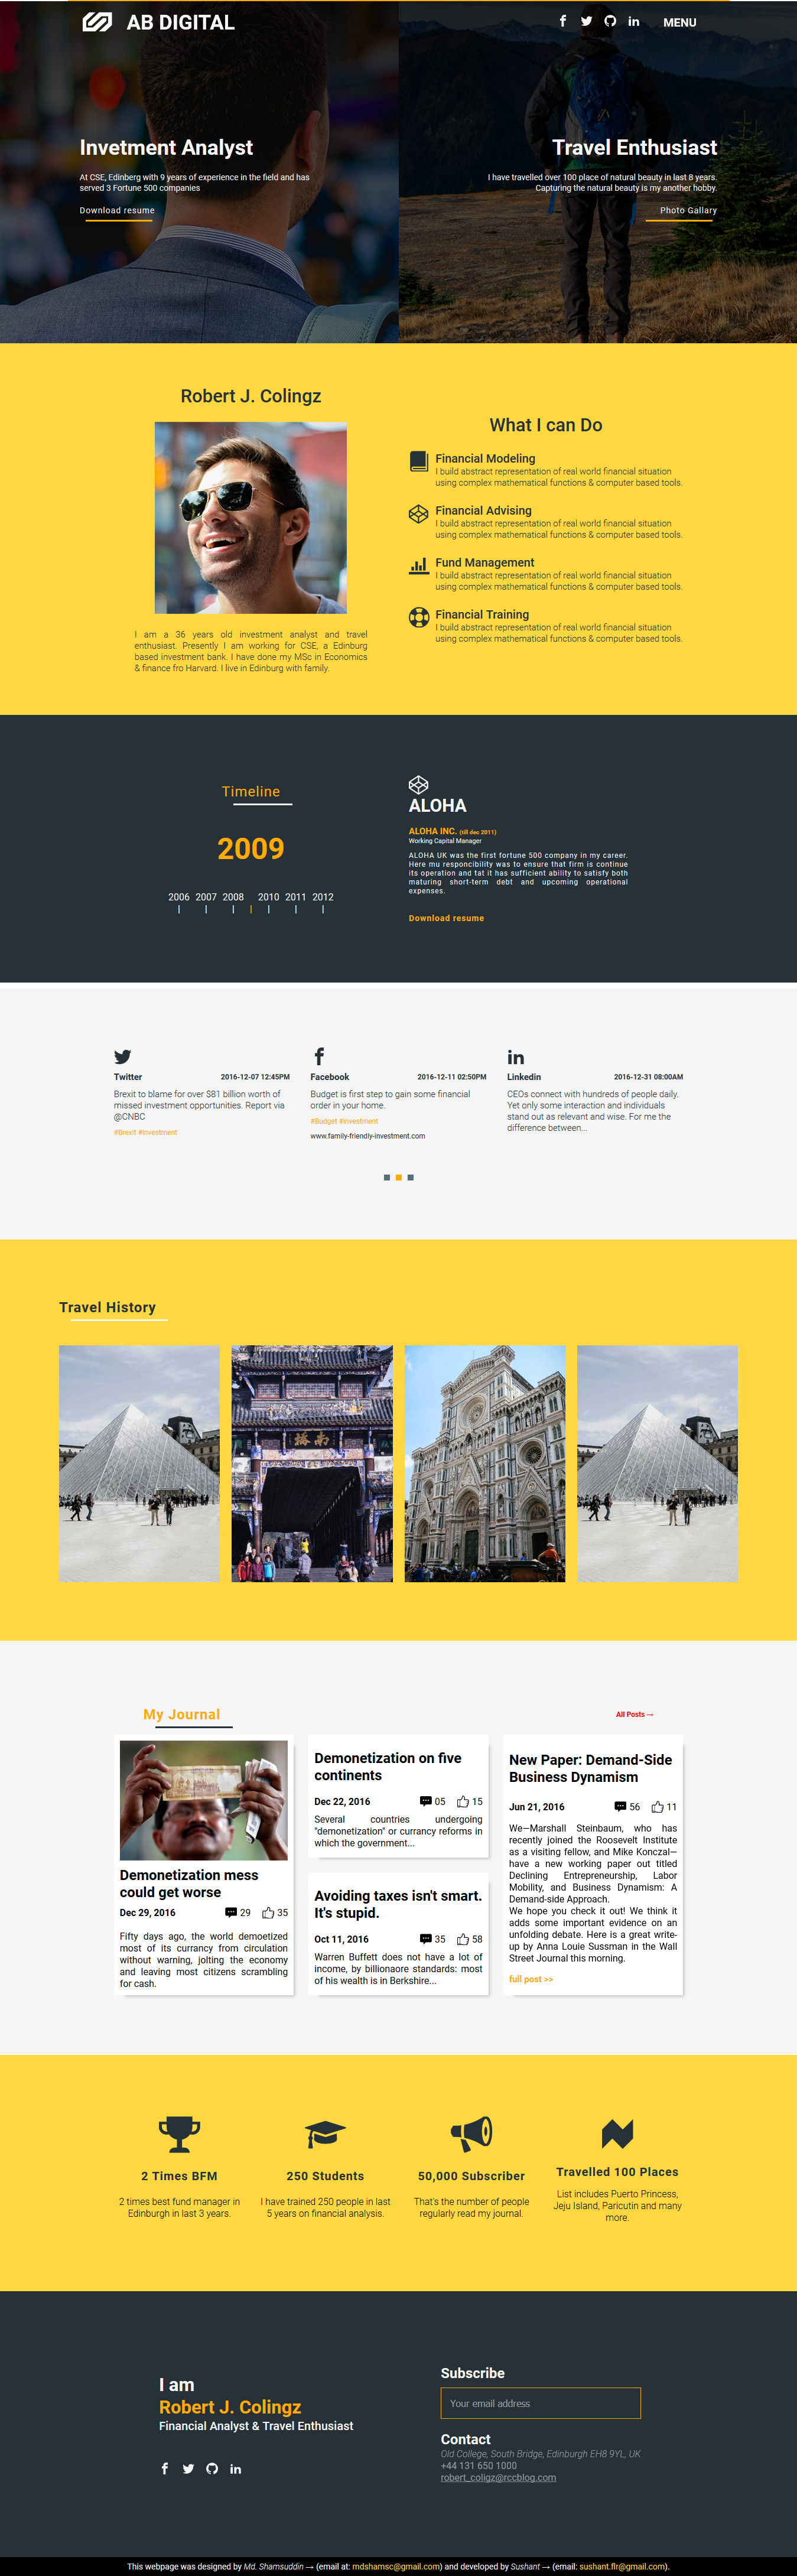 AB DIGITAL
MENU
Invetment Analyst
At CSE, Edinberg with 9 years of experience in the field and has
served 3 Fortune 500 companies
Download resume
Travel Enthusiast
I have travelled over 100 place of natural beauty in last 8 years.
Capturing the natural beauty is my another hobby.
Photo Gallary
Robert J. Colingz
I am a 36 years old investment analyst and travel
enthusiast. Presently I am working for CSE, a Edinburg
based investment bank. I have done my MSc in Economics
& finance fro Harvard. I live in Edinburg with family.
What I can Do
Financial Modeling
I build abstract representation of real world financial situation
using complex mathematical functions & computer based tools.
Financial Advising
I build abstract representation of real world financial situation
using complex mathematical functions & computer based tools.
Fund Management
I build abstract representation of real world financial situation
using complex mathematical functions & computer based tools.
Financial Training
I build abstract representation of real world financial situation
using complex mathematical functions & computer based tools.
Timeline
2009
2006 2007 2008 2010 2011 2012
ALOHA
ALOHA INC. (till dec 2011)
Working Capital Manager
ALOHA UK was the first fortune 500 company in my career.
Here mu responcibility was to ensure that firm is continue
its operation and tat it has sufficient ability to satisfy both
maturing short-term debt and upcoming operational
expenses.
Download resume
Twitter 2016-12-07 12:45PM
Brexit to blame for over $81 billion worth of
missed investment opportunities. Report via
@CNBC
#Brexit #investment
Facebook 2016-12-11 02:50PM
Budget is first step to gain some financial
order in your home.
#Budget #investment
www.family-friendly-investment.com
Linkedin 2016-12-31 08:00AM
CEOs connect with hundreds of people daily.
Yet only some interaction and individuals
stand out as relevant and wise. For me the
difference between...
Travel History
My Journal
All Posts →
Demonetization mess
could get worse
Dec 29, 2016 29 35
Fifty days ago, the world demoetized
most of its currancy from circulation
without warning, jolting the economy
and leaving most citizens scrambling
for cash.
Demonetization on five
continents
Dec 22, 2016 05 15
Several countries undergoing
"demonetization" or currancy reforms in
which the government...
Avoiding taxes isn't smart.
It's stupid.
Oct 11, 2016 35 58
Warren Buffett does not have a lot of
income, by billionaore standards: most
of his wealth is in Berkshire...
New Paper: Demand-Side
Business Dynamism
Jun 21, 2016 56 11
We—Marshall Steinbaum, who has
recently joined the Roosevelt Institute
as a visiting fellow, and Mike Konczal—
have a new working paper out titled
Declining Entrepreneurship, Labor
Mobility, and Business Dynamism: A
Demand-side Approach.
We hope you check it out! We think it
adds some important evidence on an
unfolding debate. Here is a great write-
up by Anna Louie Sussman in the Wall
Street Journal this morning.
full post >>
2 Times BFM
2 times best fund manager in
Edinburgh in last 3 years.
250 Students
I have trained 250 people in last
5 years on financial analysis.
50,000 Subscriber
That's the number of people
regularly read my journal.
Travelled 100 Places
List includes Puerto Princess,
Jeju Island, Paricutin and many
more.
I am
Robert J. Colingz
Financial Analyst & Travel Enthusiast
Subscribe
Your email address
Contact
Old College, South Bridge, Edinburgh EH8 9YL, UK
+44 131 650 1000
robert_coligz@rccblog.com
This webpage was designed by Md. Shamsuddin → (email at: mdshamsc@gmail.com) and developed by Sushant → (email: sushant.flr@gmail.com).